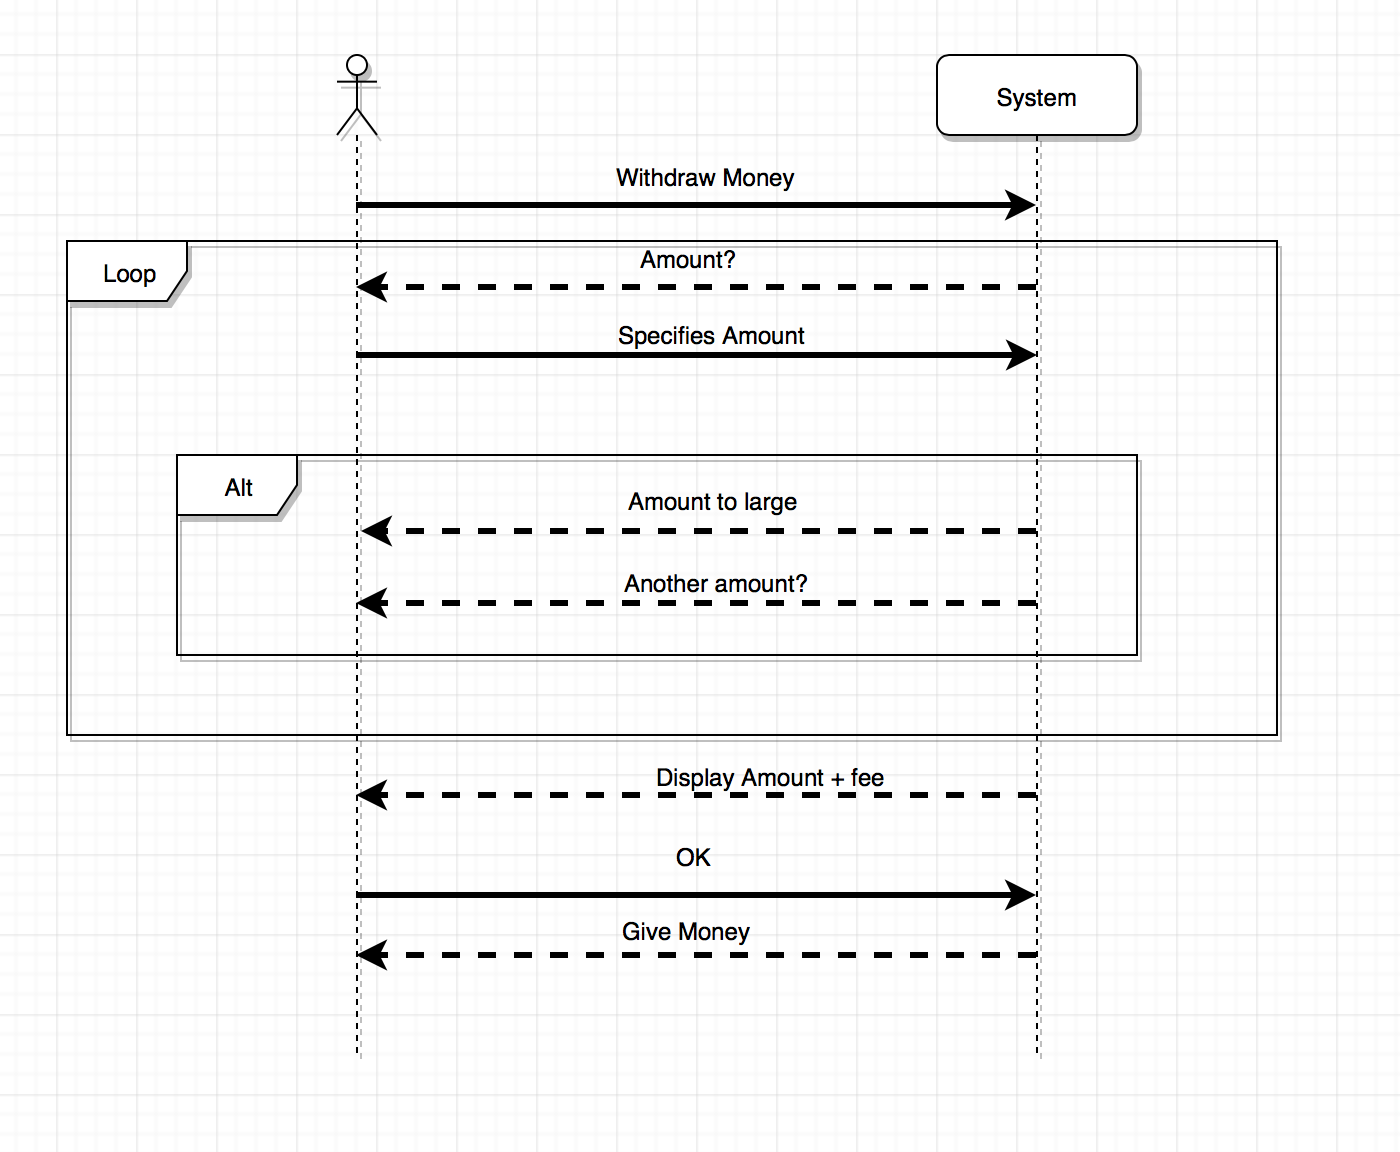 System
Withdraw Money
Loop
Amount?
Specifies Amount
Alt
Amount to large
Another amount?
Display Amount + fee
OK
Give Money